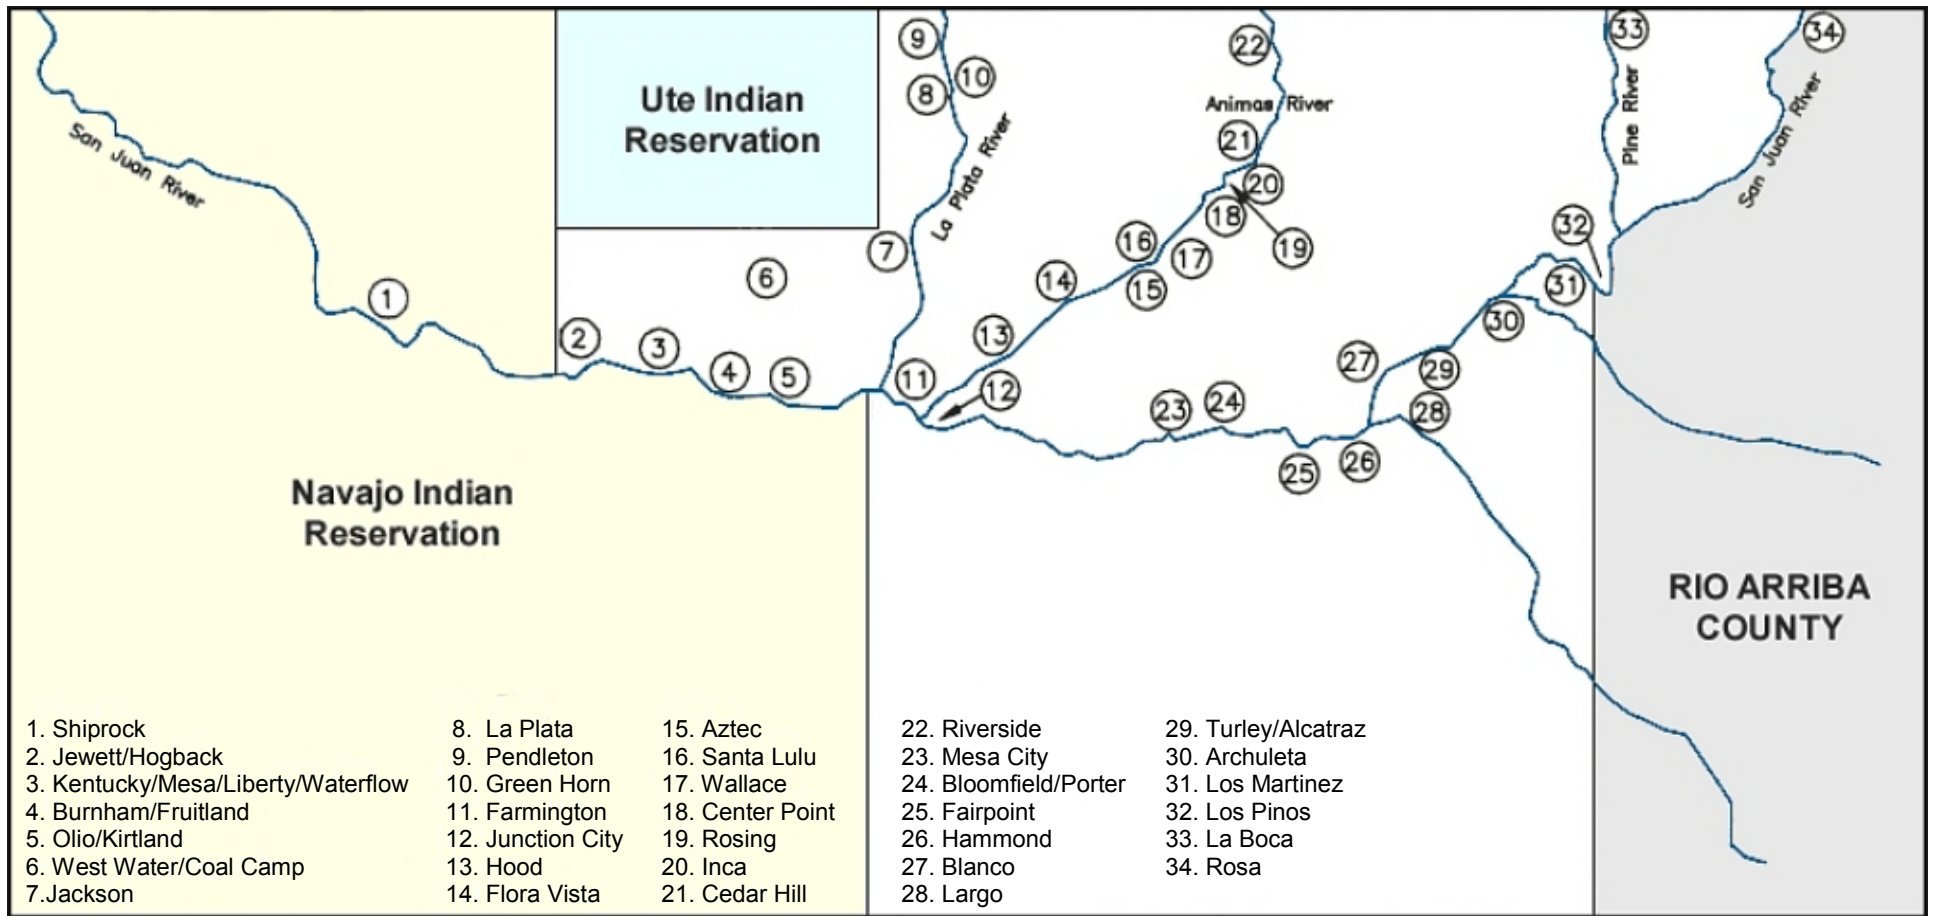 9
22
33
34
Ute Indian
Reservation
10
8
Animas River
Pine River
San Juan River
San Juan River
La Plata River
21
20
18
19
32
7
16
17
6
14
15
31
1
30
2
13
3
27
29
4
5
11
12
28
23
24
25
26
Navajo Indian
Reservation
RIO ARRIBA
COUNTY
1. Shiprock
2. Jewett/Hogback
3. Kentucky/Mesa/Liberty/Waterflow
4. Burnham/Fruitland
5. Olio/Kirtland
6. West Water/Coal Camp
7.Jackson
8. La Plata
9. Pendleton
10. Green Horn
11. Farmington
12. Junction City
13. Hood
14. Flora Vista
15. Aztec
16. Santa Lulu
17. Wallace
18. Center Point
19. Rosing
20. Inca
21. Cedar Hill
22. Riverside
23. Mesa City
24. Bloomfield/Porter
25. Fairpoint
26. Hammond
27. Blanco
28. Largo
29. Turley/Alcatraz
30. Archuleta
31. Los Martinez
32. Los Pinos
33. La Boca
34. Rosa